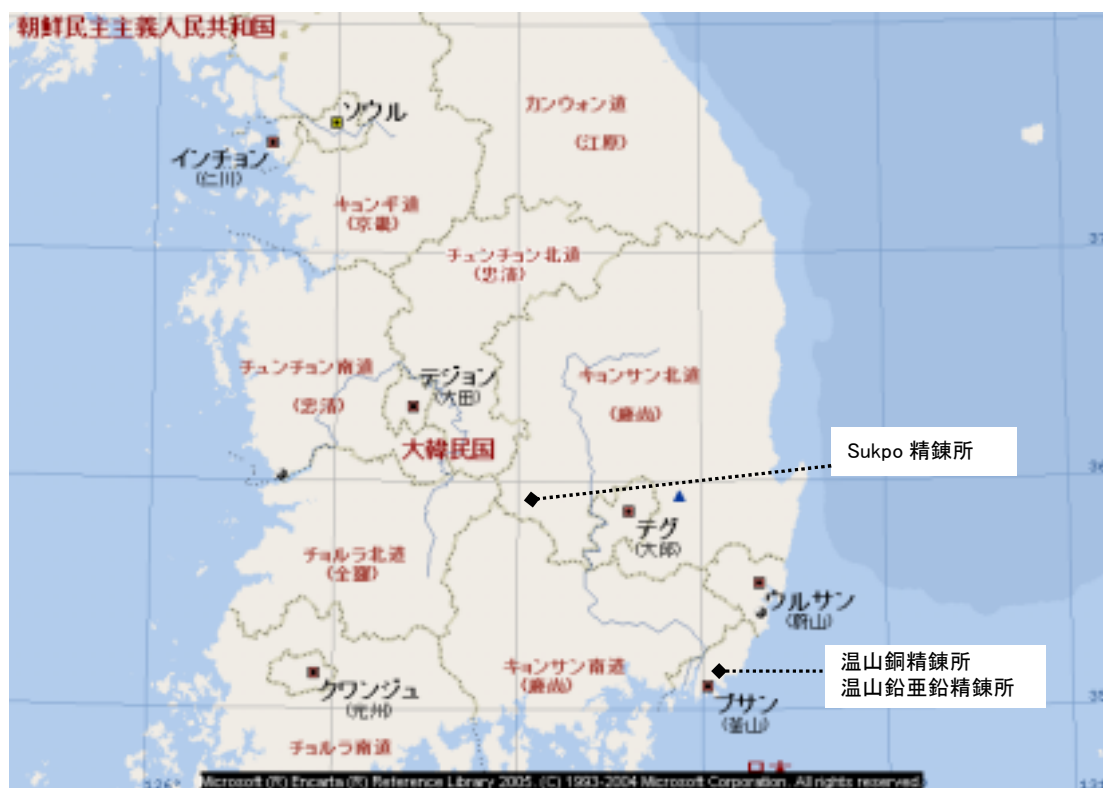 朝鮮民主主義人民共和国
ソウル
インチョン
(仁川)
カンウォン道
(江原)
キョンギ道
(京畿)
チュンチョン北道
(忠清)
37
チュンチョン南道
(忠清)
テジョン
(大田)
大韓民国
キョンサン北道
(慶尚)
Sukpo 精錬所
36
テグ
(大邱)
チョルラ北道
(全羅)
ウルサン
(蔚山)
温山銅精錬所
温山鉛亜鉛精錬所
キョンサン南道
(慶尚)
クワンジュ
(光州)
プサン
(釜山)
35
チョルラ南道
日本
126°
Microsoft (R) Encarta (R) Reference Library 2005. (C) 1993-2004 Microsoft Corporation. All rights reserved.